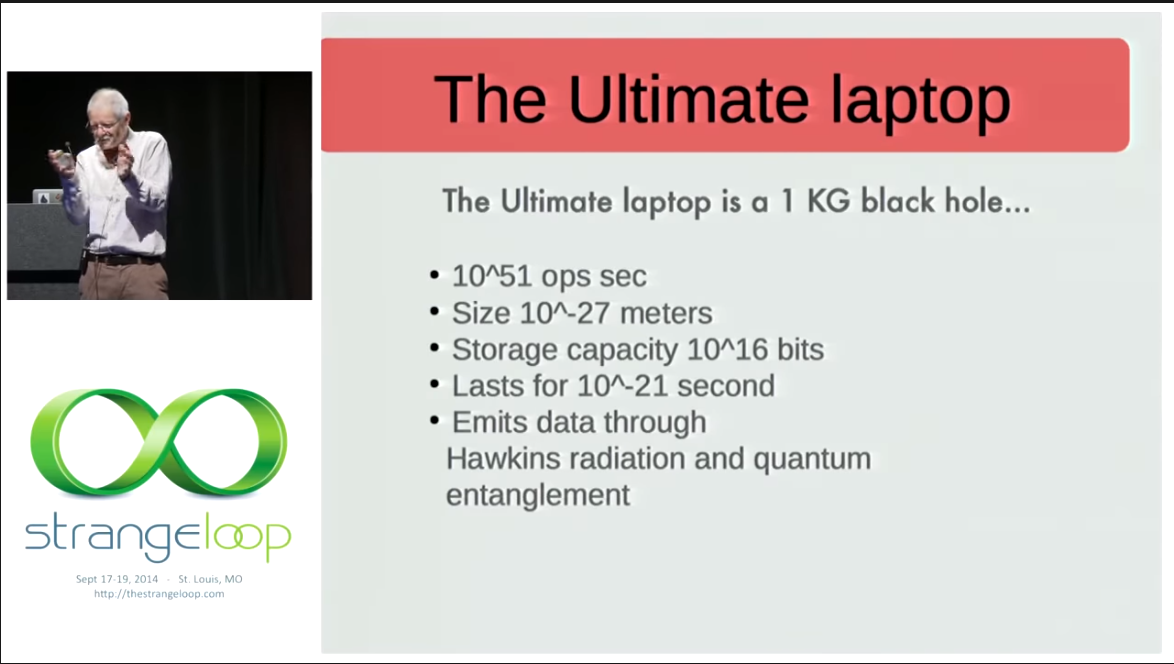 The Ultimate laptop
The Ultimate laptop is a 1 KG black hole...
• 10^51 ops sec
• Size 10^-27 meters
• Storage capacity 10^16 bits
• Lasts for 10^-21 second
• Emits data through
Hawkins radiation and quantum
entanglement
strangeloop
Sept 17-19, 2014 - St. Louis, MO
http://thestrangeloop.com